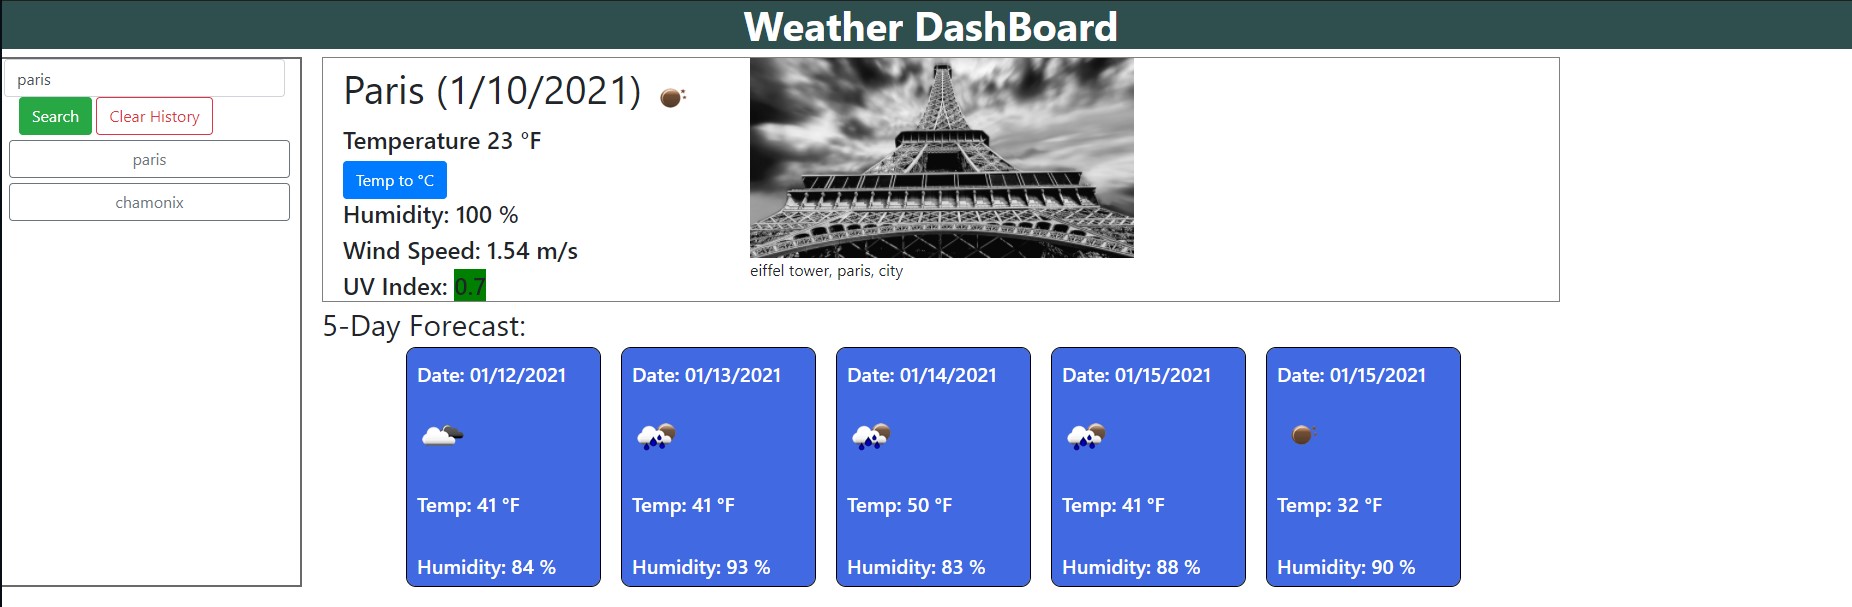 Weather DashBoard
paris
Search Clear History
paris
chamonix
Paris (1/10/2021)
Temperature 23 °F
Temp to °C
Humidity: 100 %
Wind Speed: 1.54 m/s
UV Index: 0.7
eiffel tower, paris, city
5-Day Forecast:
Date: 01/12/2021
Temp: 41 °F
Humidity: 84 %
Date: 01/13/2021
Temp: 41 °F
Humidity: 93 %
Date: 01/14/2021
Temp: 50 °F
Humidity: 83 %
Date: 01/15/2021
Temp: 41 °F
Humidity: 88 %
Date: 01/15/2021
Temp: 32 °F
Humidity: 90 %